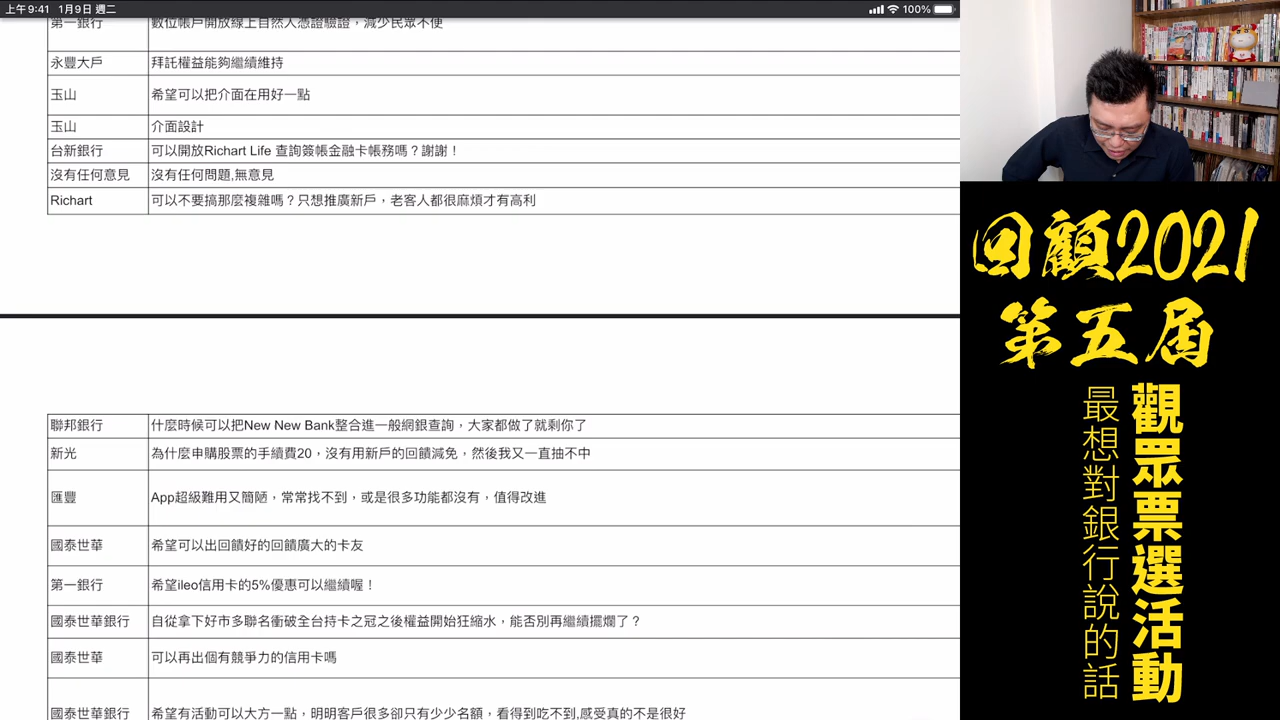 上午9:41 1月9日 週二
100%
第一銀行 數位帳戶開放線上自然人憑證驗證，減少民眾不便
永豐大戶 拜託權益能夠繼續維持
玉山 希望可以把介面在用好一點
玉山 介面設計
台新銀行 可以開放Richart Life 查詢簽帳金融卡帳務嗎？謝謝！
沒有任何意見 沒有任何問題,無意見
Richart 可以不要搞那麼複雜嗎？只想推廣新戶，老客人都很麻煩才有高利
聯邦銀行 什麼時候可以把New New Bank整合進一般網銀查詢，大家都做了就剩你了
新光 為什麼申購股票的手續費20，沒有用新戶的回饋減免，然後我又一直抽不中
匯豐 App超級難用又簡陋，常常找不到，或是很多功能都沒有，值得改進
國泰世華 希望可以出回饋好的回饋廣大的卡友
第一銀行 希望ileo信用卡的5%優惠可以繼續喔！
國泰世華銀行 自從拿下好市多聯名衝破全台持卡之冠之後權益開始狂縮水，能否別再繼續擺爛了？
國泰世華 可以再出個有競爭力的信用卡嗎
國泰世華銀行 希望有活動可以大方一點，明明客戶很多卻只有少少名額，看得到吃不到,感受真的不是很好
回顧2021
第五屆
觀眾票選活動
最想對銀行說的話